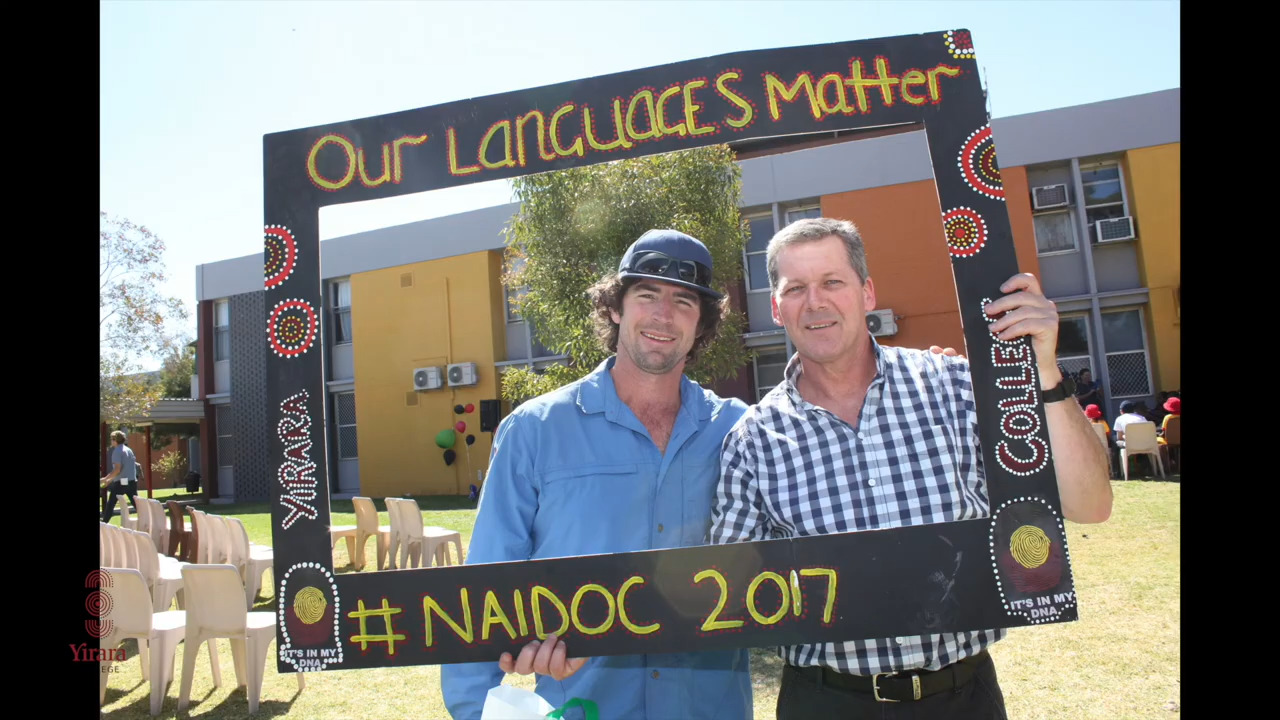 Our LANGUAGES Matter
YIRARA
COLLEGE
IT'S IN MY
DNA
IT'S IN MY
DNA
# NAIDOC 2017
Yirara